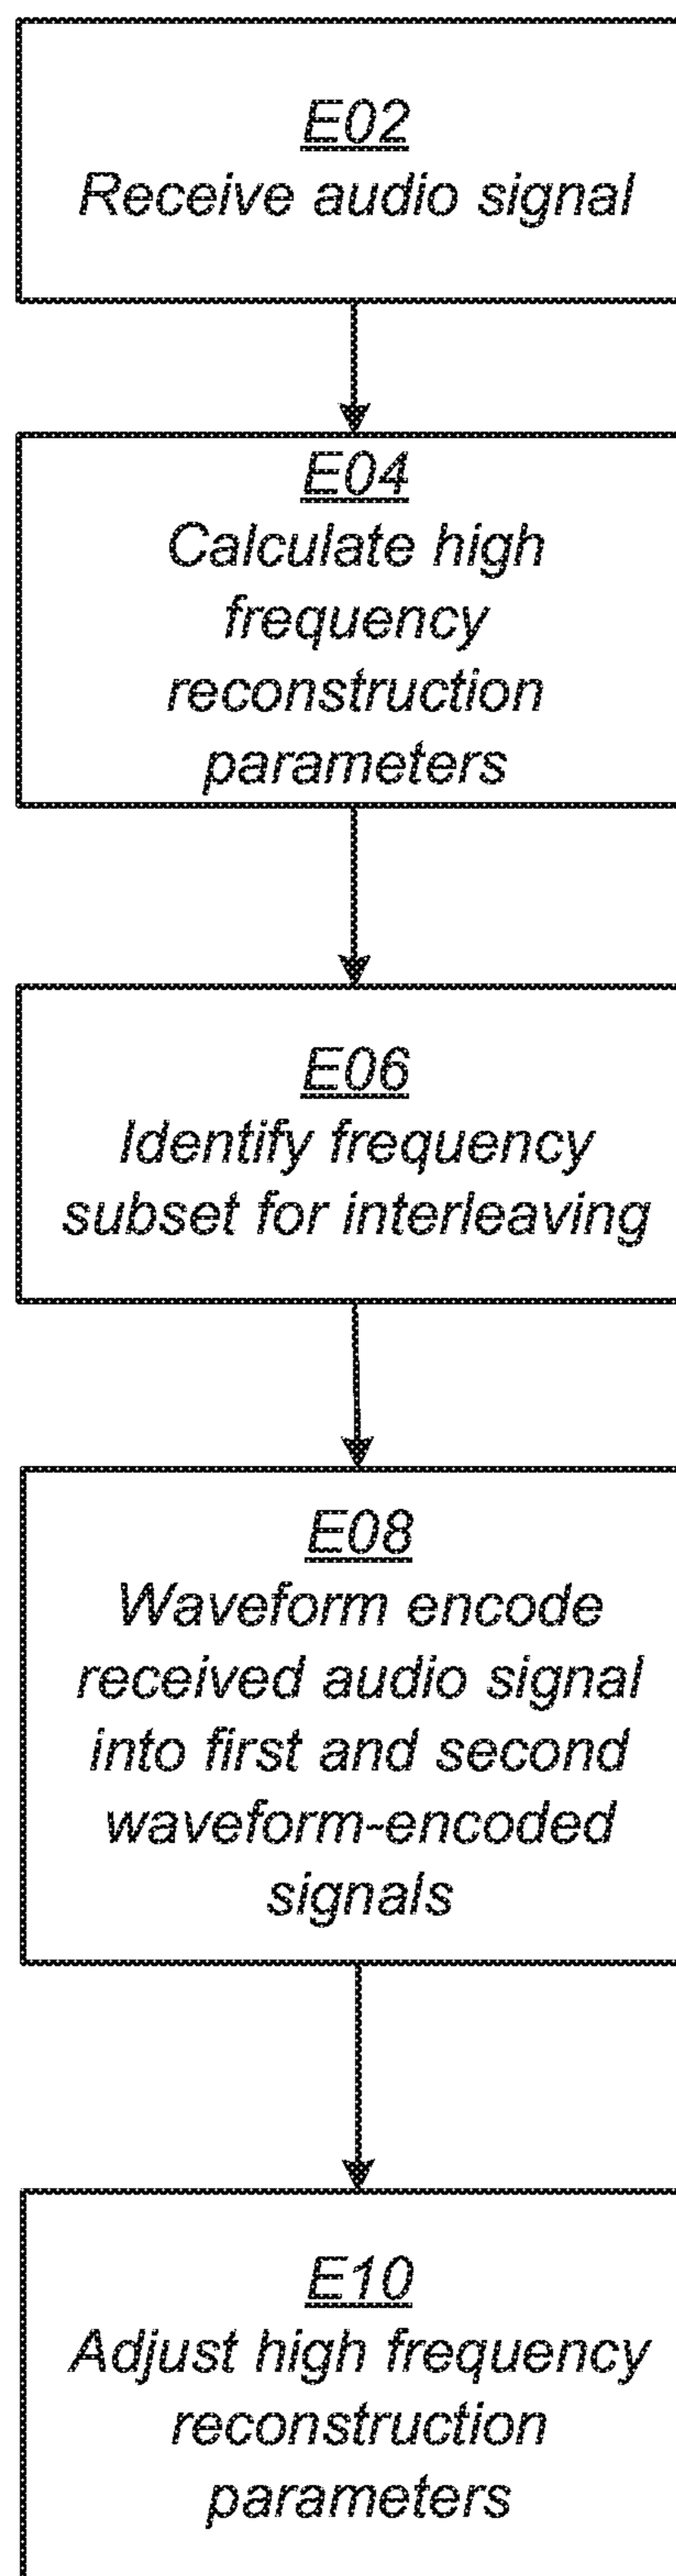 E02
Receive audio signal
E04
Calculate high
frequency
reconstruction
parameters
E06
Identify frequency
subset for interleaving
E08
Waveform encode
received audio signal
into first and second
waveform-encoded
signals
E10
Adjust high frequency
reconstruction
parameters